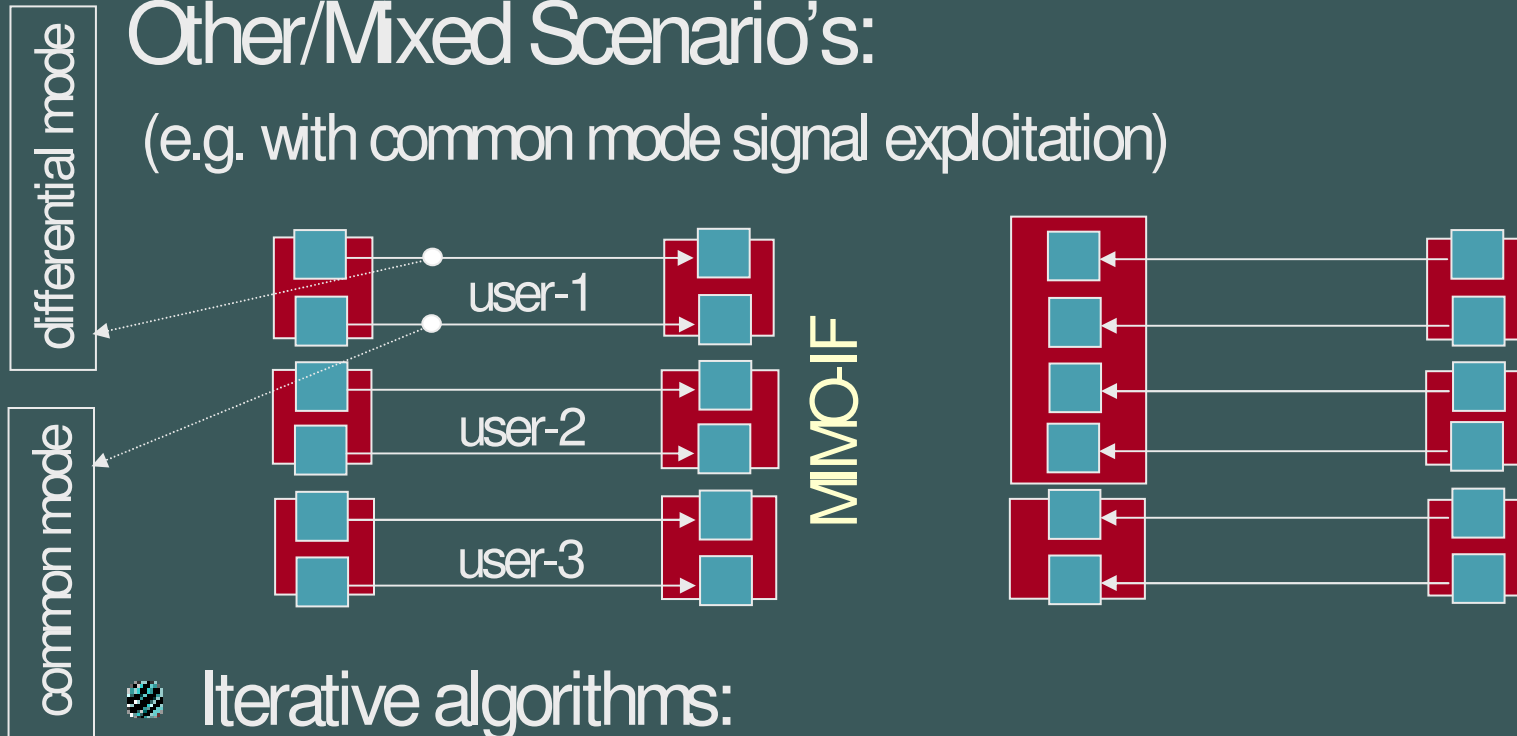 Other/Mixed Scenario's:
(e.g. with common mode signal exploitation)
differential mode
common mode
user-1
user-2
user-3
MIMO-IF
Iterative algorithms: